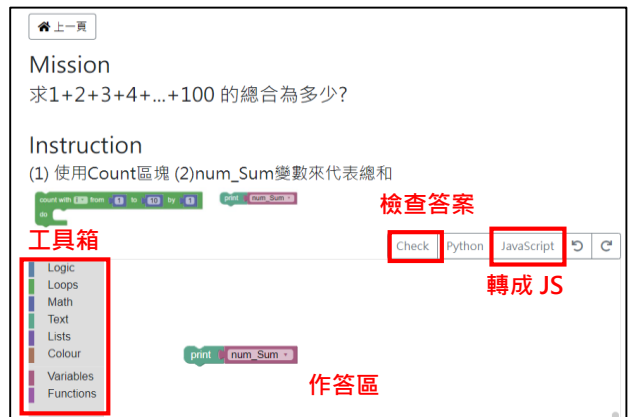 上一頁
Mission
求1+2+3+4+...+100 的總合為多少?
Instruction
(1) 使用Count區塊 (2)num_Sum變數來代表總和
count with i from 1 to 10 by 1
do
print num_Sum
檢查答案
工具箱
Check Python JavaScript
轉成 JS
Logic
Loops
Math
Text
Lists
Colour
Variables
Functions
print num_Sum
作答區